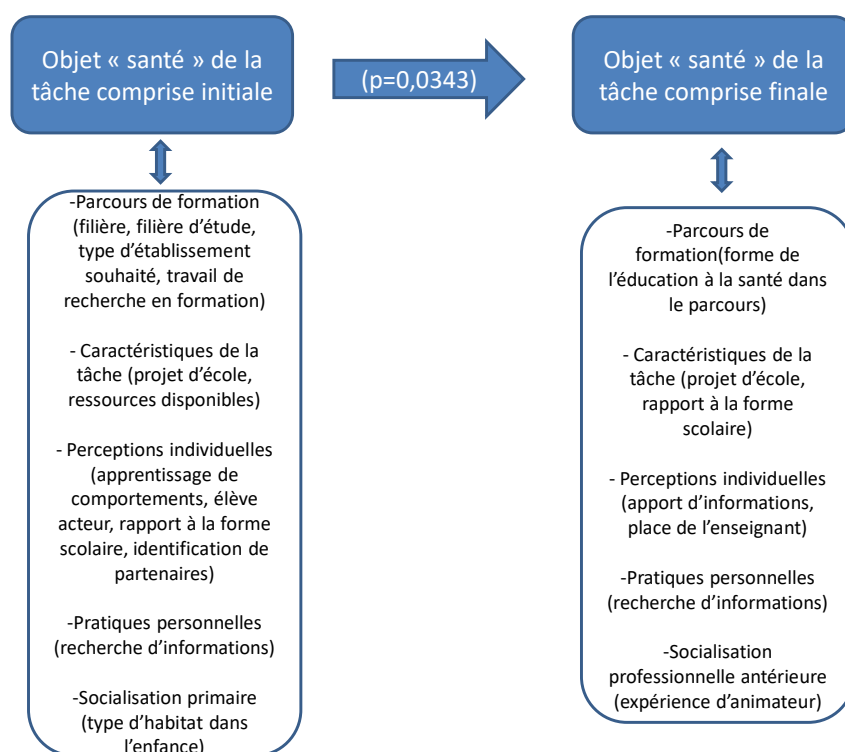 Objet « santé » de la
tâche comprise initiale
(p=0,0343)
Objet « santé » de la
tâche comprise finale
-Parcours de formation
(filière, filière d’étude,
type d’établissement
souhaité, travail de
recherche en formation)
- Caractéristiques de la
tâche (projet d’école,
ressources disponibles)
- Perceptions individuelles
(apprentissage de
comportements, élève
acteur, rapport à la forme
scolaire, identification de
partenaires)
-Pratiques personnelles
(recherche d’informations)
-Socialisation primaire
(type d’habitat dans
l’enfance)
-Parcours de
formation(forme de
l’éducation à la santé dans
le parcours)
- Caractéristiques de la
tâche (projet d’école,
rapport à la forme
scolaire)
- Perceptions individuelles
(apport d’informations,
place de l’enseignant)
-Pratiques personnelles
(recherche d’informations)
-Socialisation
professionnelle antérieure
(expérience d’animateur)